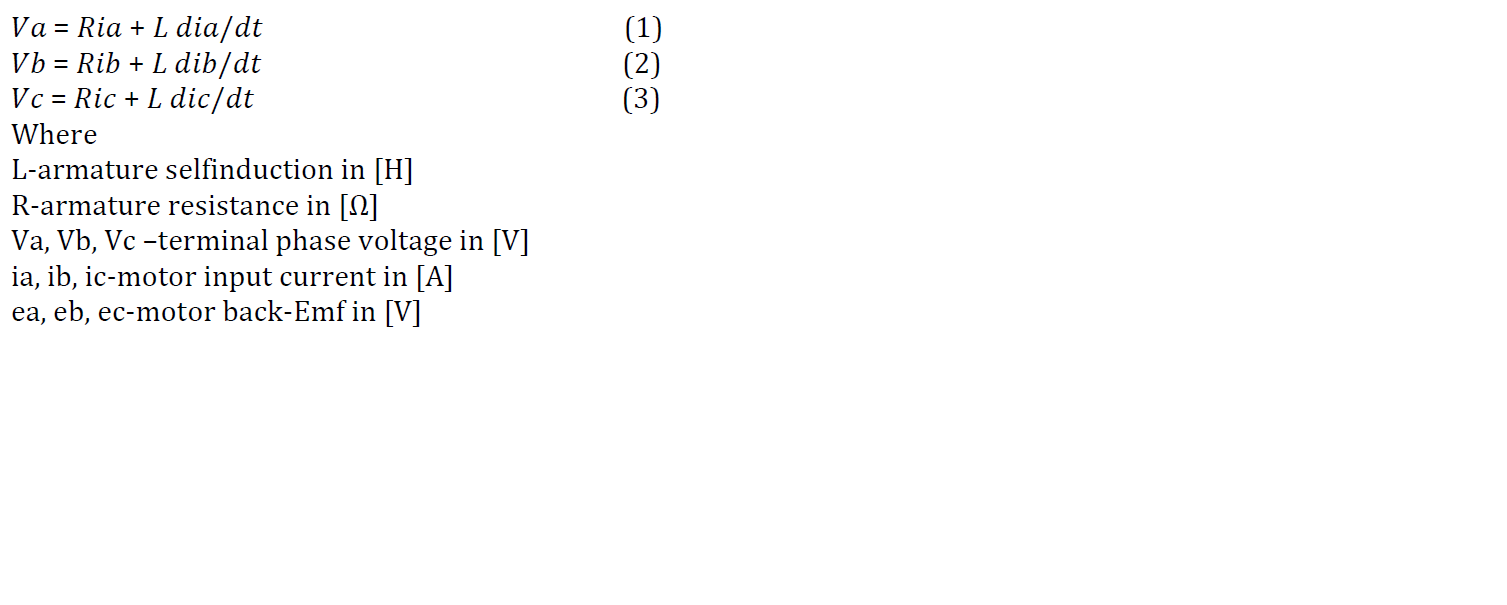 Va = Ria + L dia/dt (1)
Vb = Rib + L dib/dt (2)
Vc = Ric + L dic/dt (3)
Where
L-armature selfinduction in [H]
R-armature resistance in [Ω]
Va, Vb, Vc –terminal phase voltage in [V]
ia, ib, ic-motor input current in [A]
ea, eb, ec-motor back-Emf in [V]